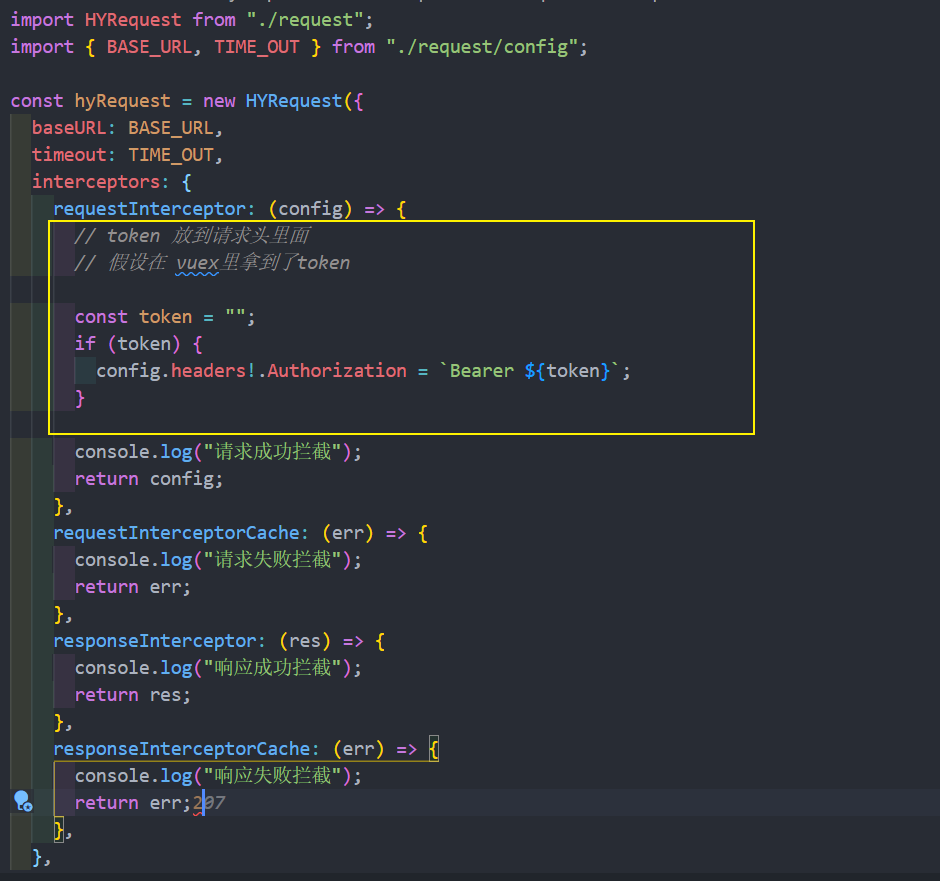 import HYRequest from "./request";
import { BASE_URL, TIME_OUT } from "./request/config";
const hyRequest = new HYRequest({
baseURL: BASE_URL,
timeout: TIME_OUT,
interceptors: {
requestInterceptor: (config) => {
// token 放到请求头里面
// 假设在 vuex里拿到了token
const token = "";
if (token) {
config.headers!.Authorization = `Bearer ${token}`;
}
console.log("请求成功拦截");
return config;
},
requestInterceptorCache: (err) => {
console.log("请求失败拦截");
return err;
},
responseInterceptor: (res) => {
console.log("响应成功拦截");
return res;
},
responseInterceptorCache: (err) => {
console.log("响应失败拦截");
return err;207
},
},